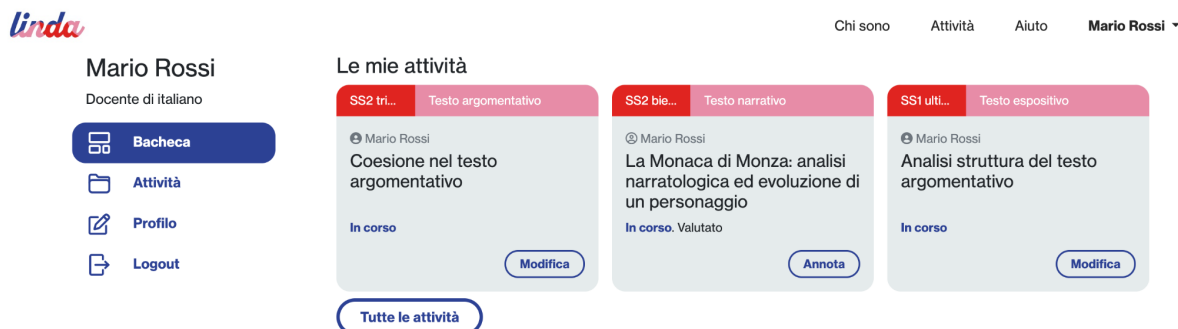 linda
Chi sono Attività Aiuto Mario Rossi
Mario Rossi
Docente di italiano
Bacheca
Attività
Profilo
Logout
Le mie attività
SS2 tri... Testo argomentativo
Mario Rossi
Coesione nel testo
argomentativo
In corso
Modifica
SS2 bie... Testo narrativo
Mario Rossi
La Monaca di Monza: analisi
narratologica ed evoluzione di
un personaggio
In corso. Valutato
Annota
SS1 ulti... Testo espositivo
Mario Rossi
Analisi struttura del testo
argomentativo
In corso
Modifica
Tutte le attività